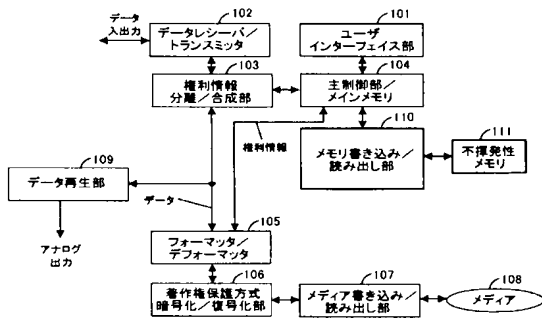 102
101
データ
入出力
データレシーバ／
トランスミッタ
ユーザ
インターフェイス部
103
104
権利情報
分離／合成部
主制御部／
メインメモリ
110
権利情報
メモリ書き込み／
読み出し部
111
不揮発性
メモリ
109
データ再生部
データ
アナログ
出力
105
フォーマッタ／
デフォーマッタ
106
107
108
著作権保護方式
暗号化／復号化部
メディア書き込み／
読み出し部
メディア